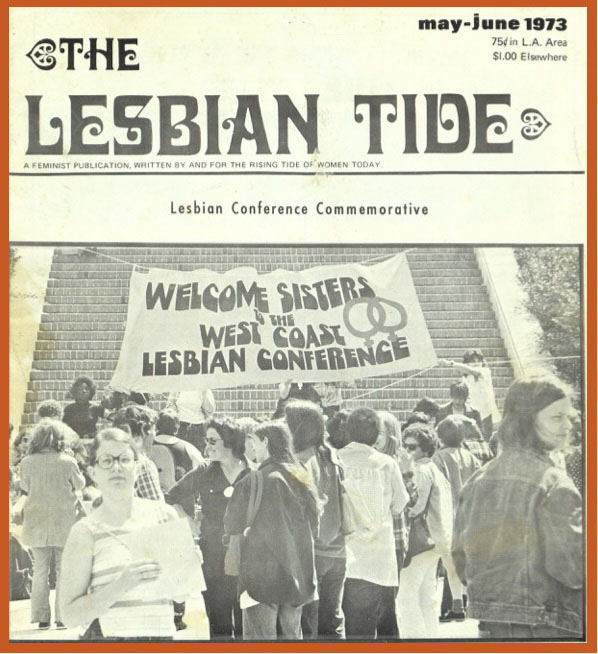 may-june 1973
75¢ in L.A. Area
$1.00 Elsewhere
THE
LESBIAN TIDE
A FEMINIST PUBLICATION, WRITTEN BY AND FOR THE RISING TIDE OF WOMEN TODAY.
Lesbian Conference Commemorative
WELCOME SISTERS
to THE
WEST COAST
LESBIAN CONFERENCE